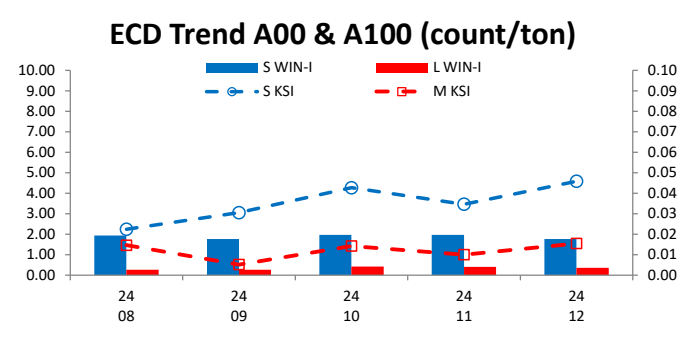 ECD Trend A00 & A100 (count/ton)
S WIN-I L WIN-I
S KSI M KSI
10.00 0.10
9.00 0.09
8.00 0.08
7.00 0.07
6.00 0.06
5.00 0.05
4.00 0.04
3.00 0.03
2.00 0.02
1.00 0.01
0.00 0.00
24 24 24 24 24
08 09 10 11 12